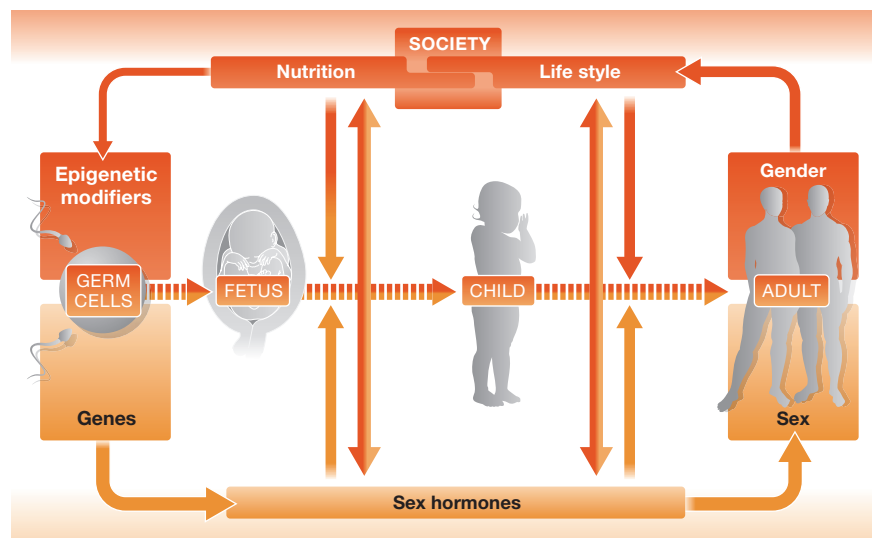 SOCIETY
Nutrition
Life style
Epigenetic
modifiers
Gender
GERM
CELLS
FETUS
CHILD
ADULT
Genes
Sex
Sex hormones